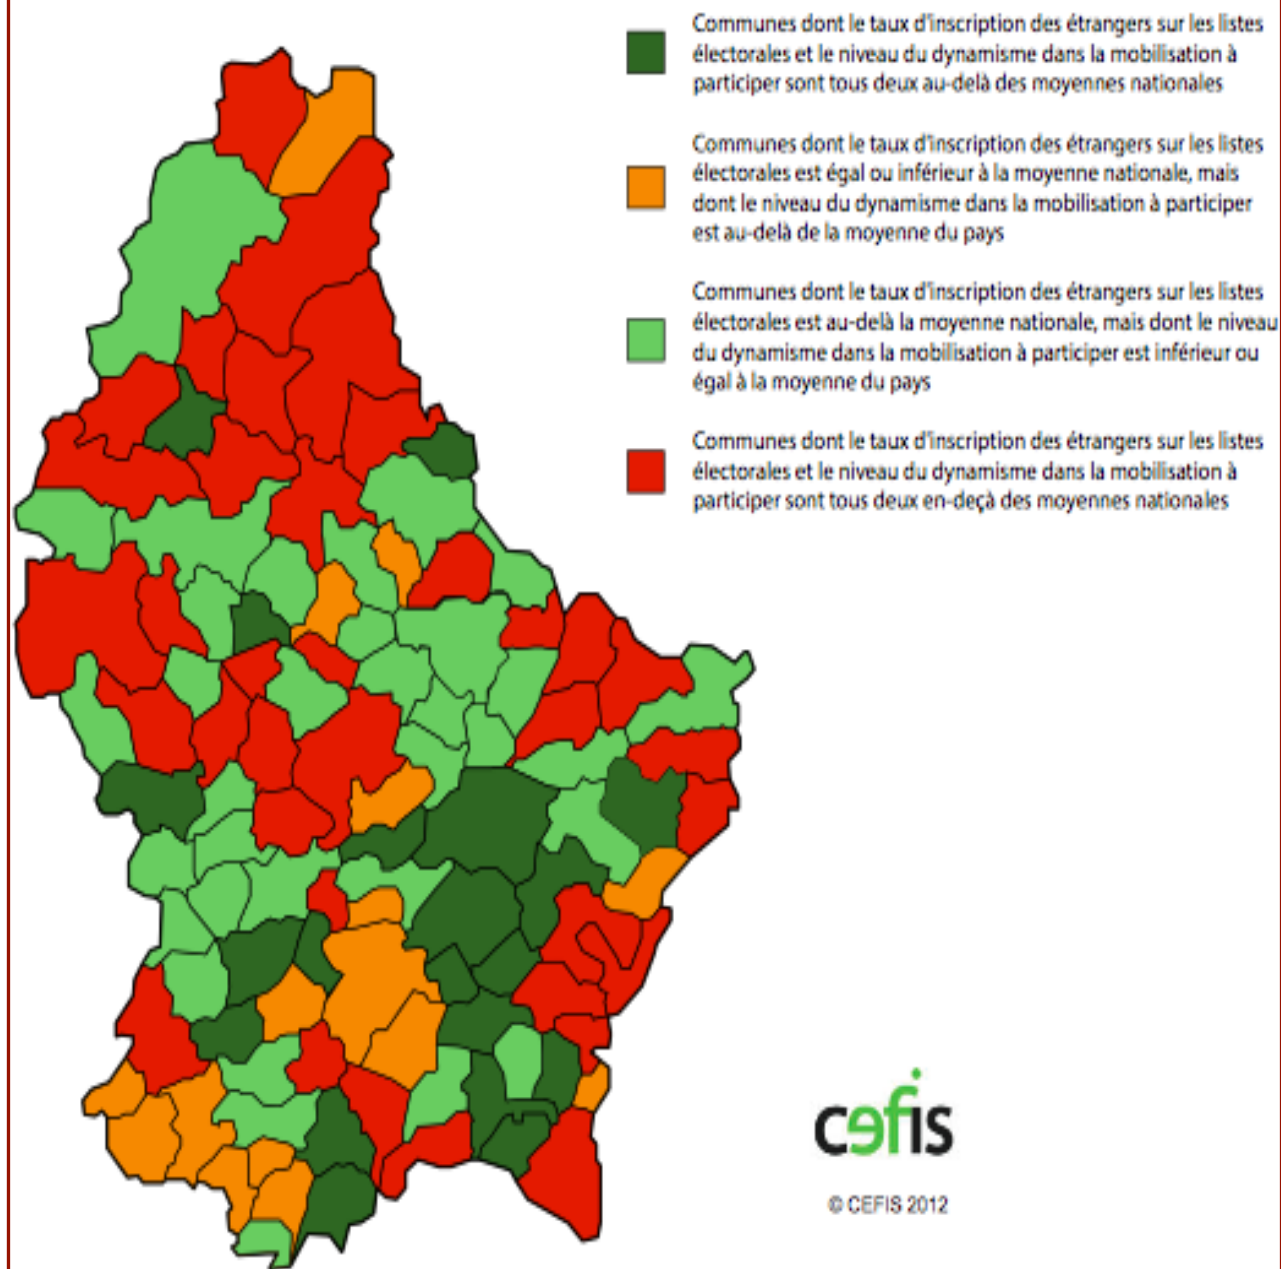 Communes dont le taux d'inscription des étrangers sur les listes
électorales et le niveau du dynamisme dans la mobilisation à
participer sont tous deux au-delà des moyennes nationales
Communes dont le taux d'inscription des étrangers sur les listes
électorales est égal ou inférieur à la moyenne nationale, mais
dont le niveau du dynamisme dans la mobilisation à participer
est au-delà de la moyenne du pays
Communes dont le taux d'inscription des étrangers sur les listes
électorales est au-delà la moyenne nationale, mais dont le niveau
du dynamisme dans la mobilisation à participer est inférieur ou
égal à la moyenne du pays
Communes dont le taux d'inscription des étrangers sur les listes
électorales et le niveau du dynamisme dans la mobilisation à
participer sont tous deux en-deçà des moyennes nationales
cefis
© CEFIS 2012